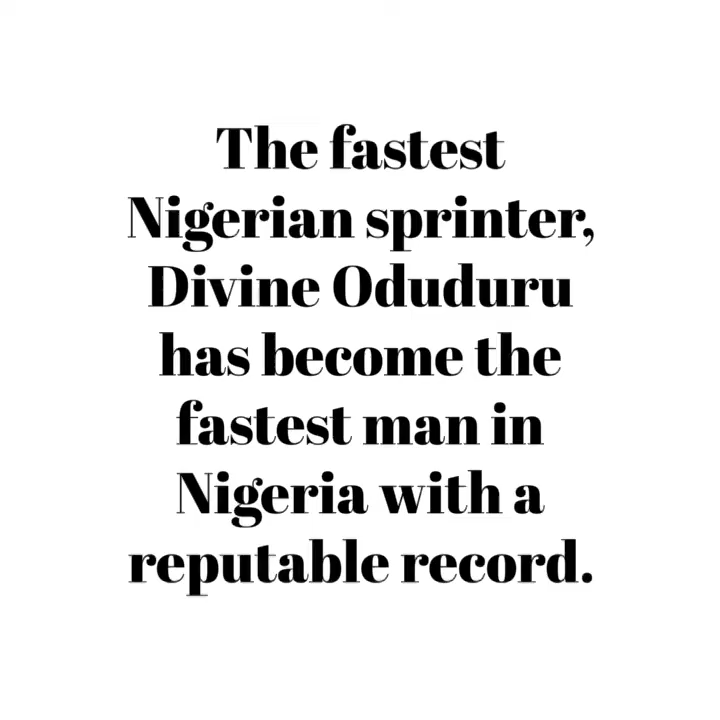 The fastest
Nigerian sprinter,
Divine Oduduru
has become the
fastest man in
Nigeria with a
reputable record.